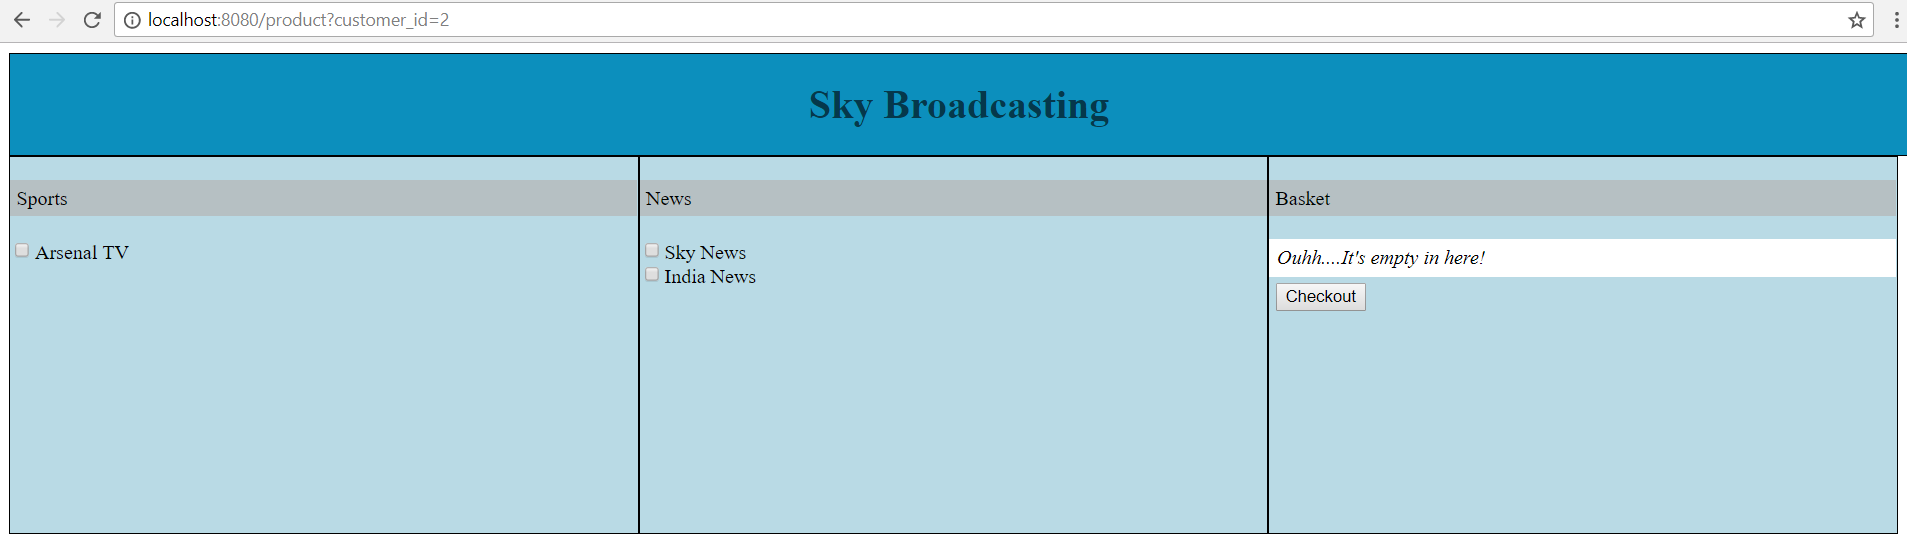 localhost:8080/product?customer_id=2
Sky Broadcasting
Sports
Arsenal TV
News
Sky News
India News
Basket
Ouhh....It's empty in here!
Checkout